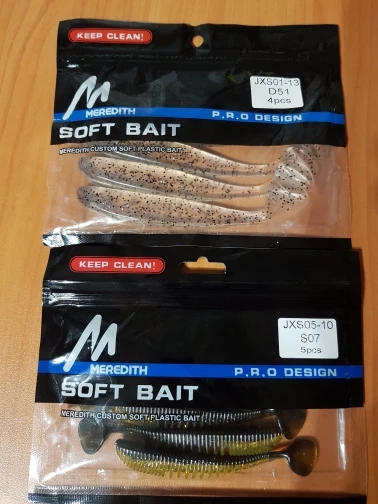 KEEP CLEAN!
JXS01-13
D51
4pcs
MEREDITH
SOFT BAIT
P.R.O DESIGN
MEREDITH CUSTOM SOFT PLASTIC BAIT
KEEP CLEAN!
JXS05-10
S07
5pcs
MEREDITH
SOFT BAIT
P.R.O DESIGN
MEREDITH CUSTOM SOFT PLASTIC BAIT